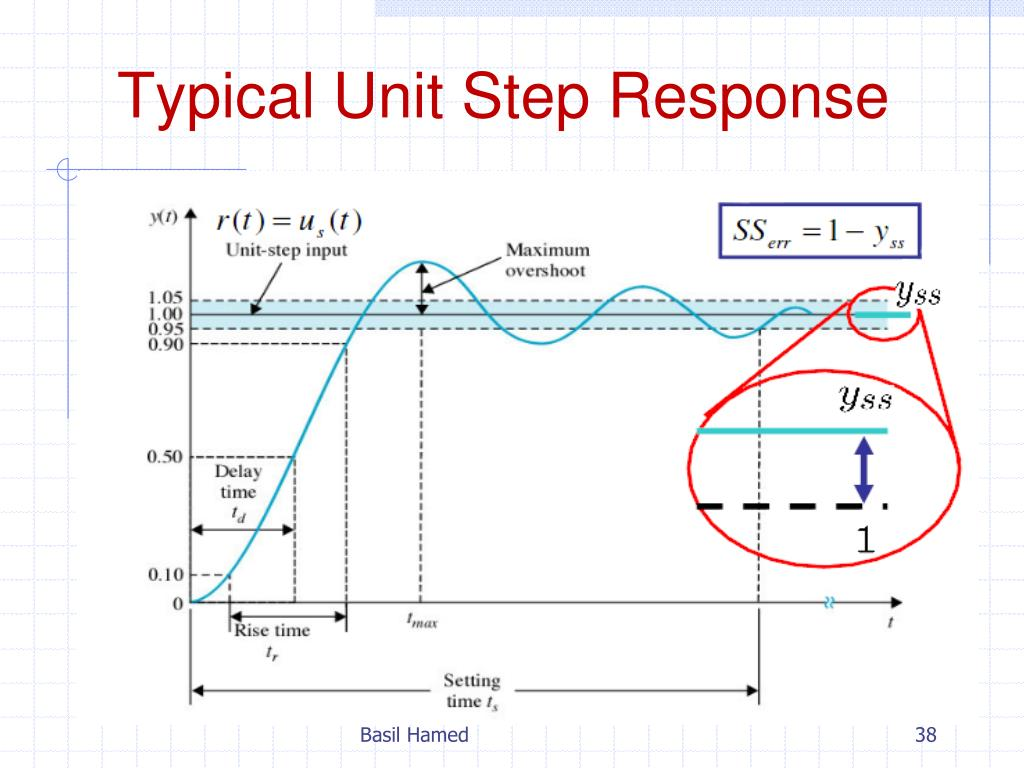 Typical Unit Step Response
y(t)
r(t) = u_s(t)
Unit-step input
Maximum
overshoot
SS_err = 1 − y_ss
y_ss
1.05
1.00
0.95
0.90
0.50
0.10
0
Delay
time
t_d
y_ss
1
Rise time
t_r
t_max
t
Setting
time t_s
Basil Hamed
38